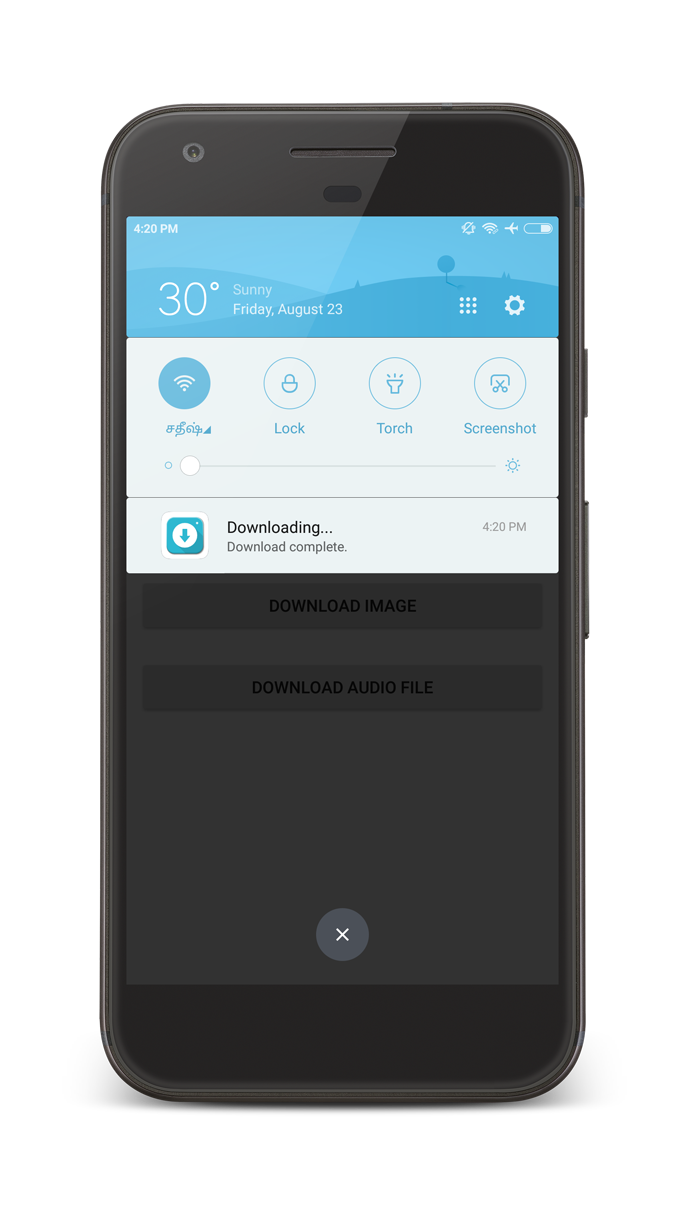 4:20 PM
30°
Sunny
Friday, August 23
சதீஷ்
Lock
Torch
Screenshot
Downloading...
4:20 PM
Download complete.
DOWNLOAD IMAGE
DOWNLOAD AUDIO FILE